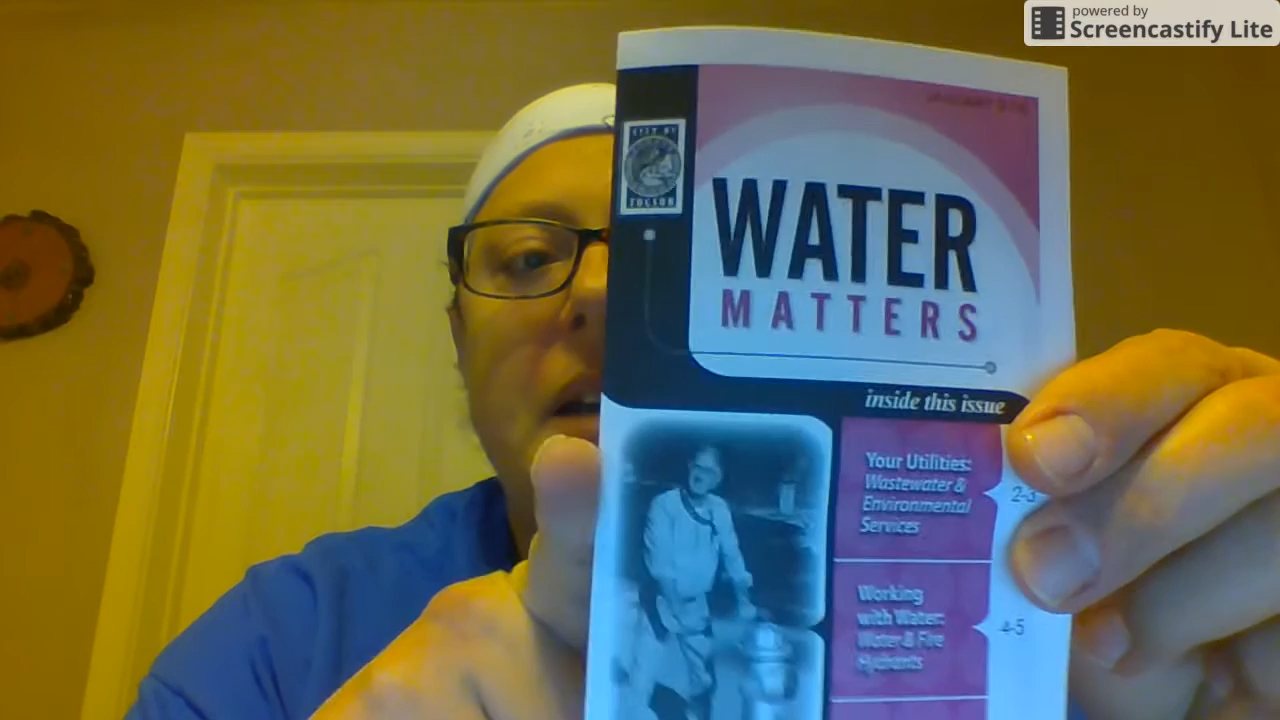 powered by
Screencastify Lite
CITY OF
TUCSON
WATER
MATTERS
inside this issue
Your Utilities:
Wastewater &
Environmental
Services
2-3
Working
with Water:
Water & Fire
Hydrants
4-5